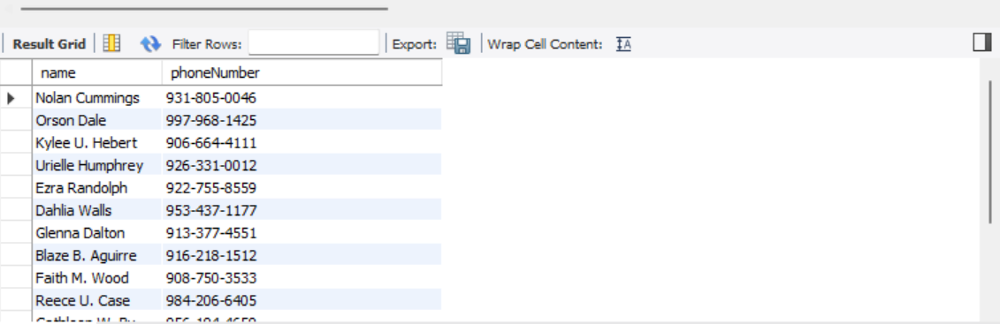 Result Grid Filter Rows: Export: Wrap Cell Content:
name phoneNumber
Nolan Cummings 931-805-0046
Orson Dale 997-968-1425
Kylee U. Hebert 906-664-4111
Urielle Humphrey 926-331-0012
Ezra Randolph 922-755-8559
Dahlia Walls 953-437-1177
Glenna Dalton 913-377-4551
Blaze B. Aguirre 916-218-1512
Faith M. Wood 908-750-3533
Reece U. Case 984-206-6405